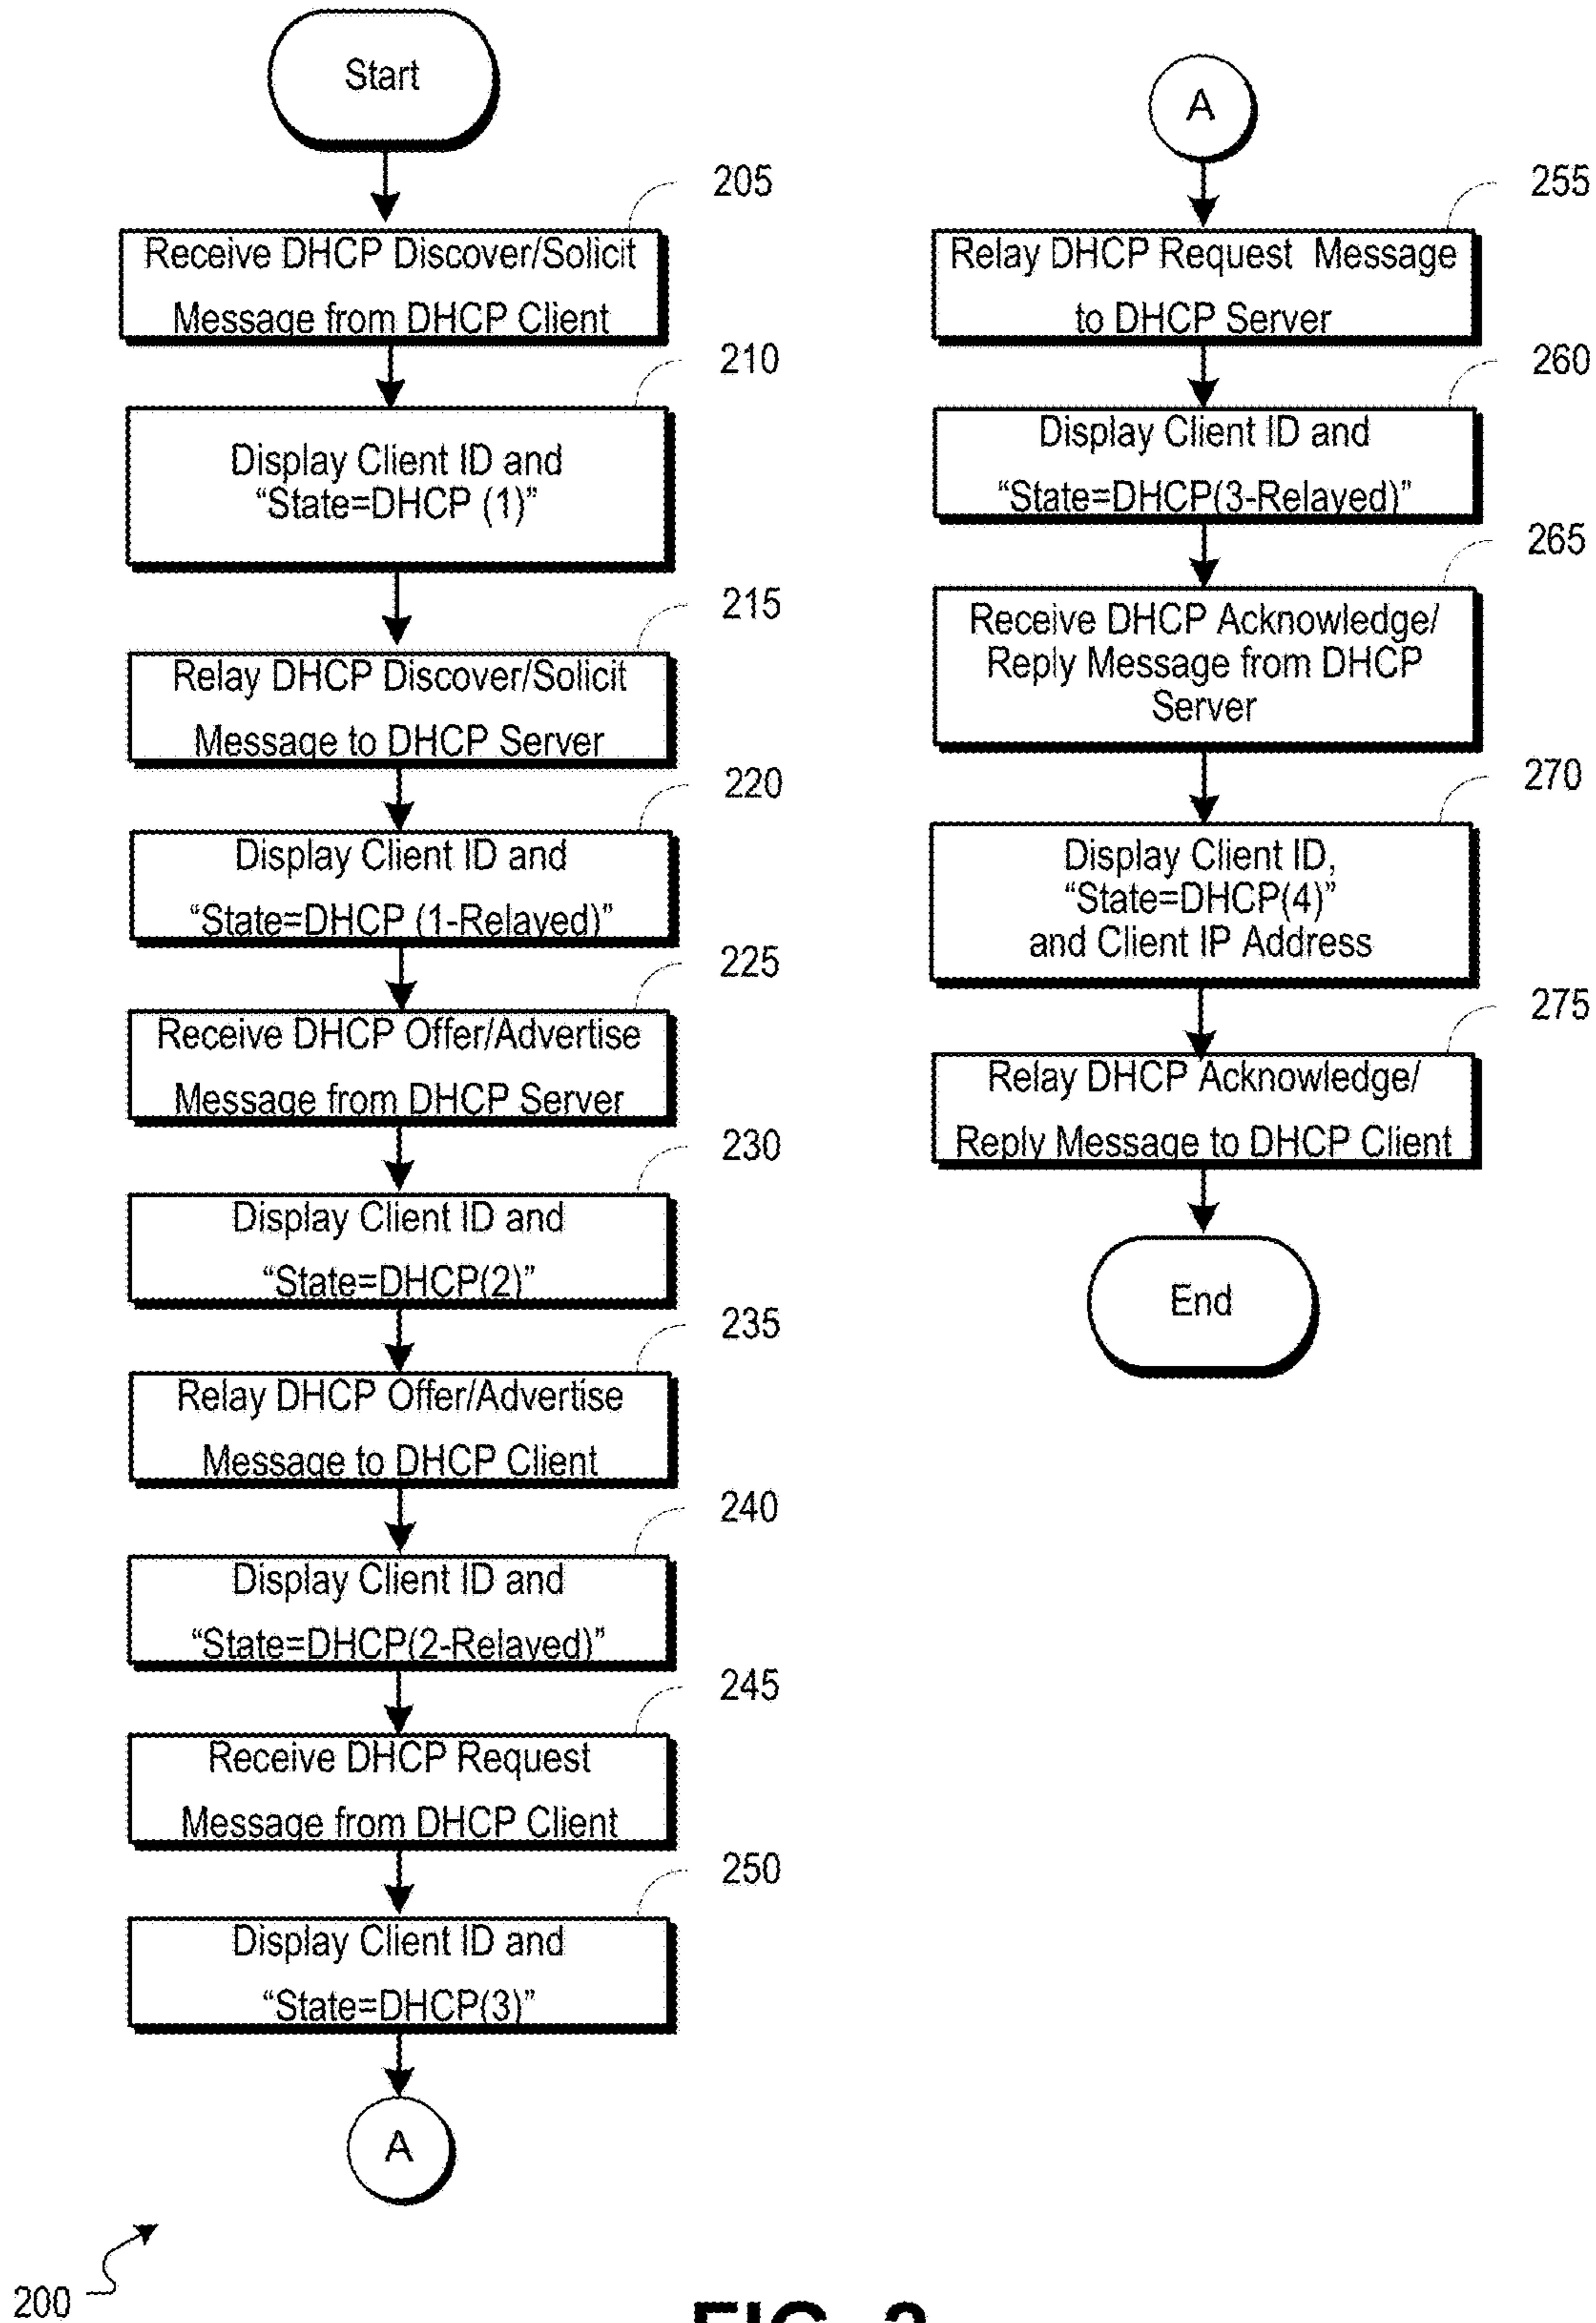 Start
205
Receive DHCP Discover/Solicit
Message from DHCP Client
210
Display Client ID and
“State=DHCP (1)”
215
Relay DHCP Discover/Solicit
Message to DHCP Server
220
Display Client ID and
“State=DHCP (1-Relayed)”
225
Receive DHCP Offer/Advertise
Message from DHCP Server
230
Display Client ID and
“State=DHCP(2)”
235
Relay DHCP Offer/Advertise
Message to DHCP Client
240
Display Client ID and
“State=DHCP(2-Relayed)”
245
Receive DHCP Request
Message from DHCP Client
250
Display Client ID and
“State=DHCP(3)”
A
200
A
255
Relay DHCP Request Message
to DHCP Server
260
Display Client ID and
“State=DHCP(3-Relayed)”
265
Receive DHCP Acknowledge/
Reply Message from DHCP
Server
270
Display Client ID,
“State=DHCP(4)”
and Client IP Address
275
Relay DHCP Acknowledge/
Reply Message to DHCP Client
End
FIG.